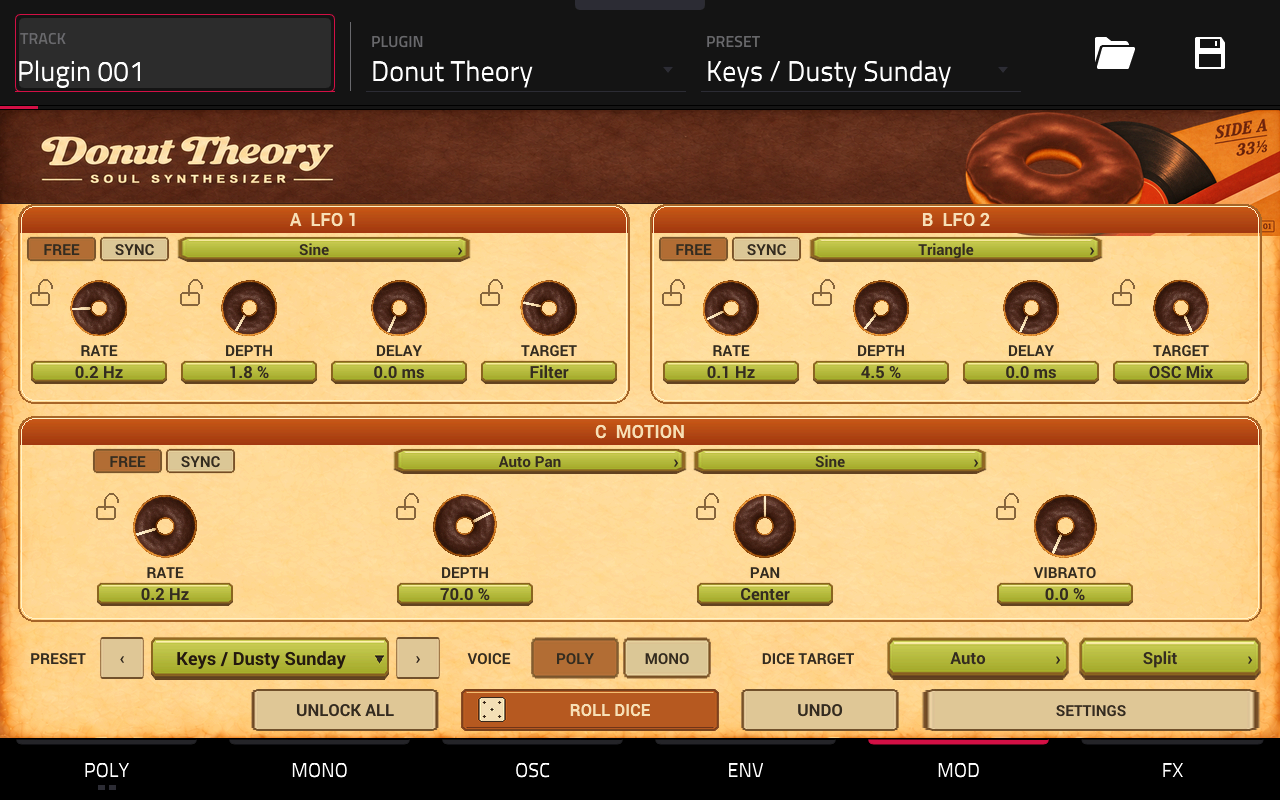 TRACK
Plugin 001
PLUGIN
Donut Theory
PRESET
Keys / Dusty Sunday
Donut Theory
SOUL SYNTHESIZER
SIDE A
33⅓
01
A LFO 1
FREE SYNC Sine ›
RATE DEPTH DELAY TARGET
0.2 Hz 1.8 % 0.0 ms Filter
B LFO 2
FREE SYNC Triangle ›
RATE DEPTH DELAY TARGET
0.1 Hz 4.5 % 0.0 ms OSC Mix
C MOTION
FREE SYNC Auto Pan › Sine ›
RATE DEPTH PAN VIBRATO
0.2 Hz 70.0 % Center 0.0 %
PRESET ‹ Keys / Dusty Sunday ▾ › VOICE POLY MONO DICE TARGET Auto › Split ›
UNLOCK ALL ROLL DICE UNDO SETTINGS
POLY MONO OSC ENV MOD FX